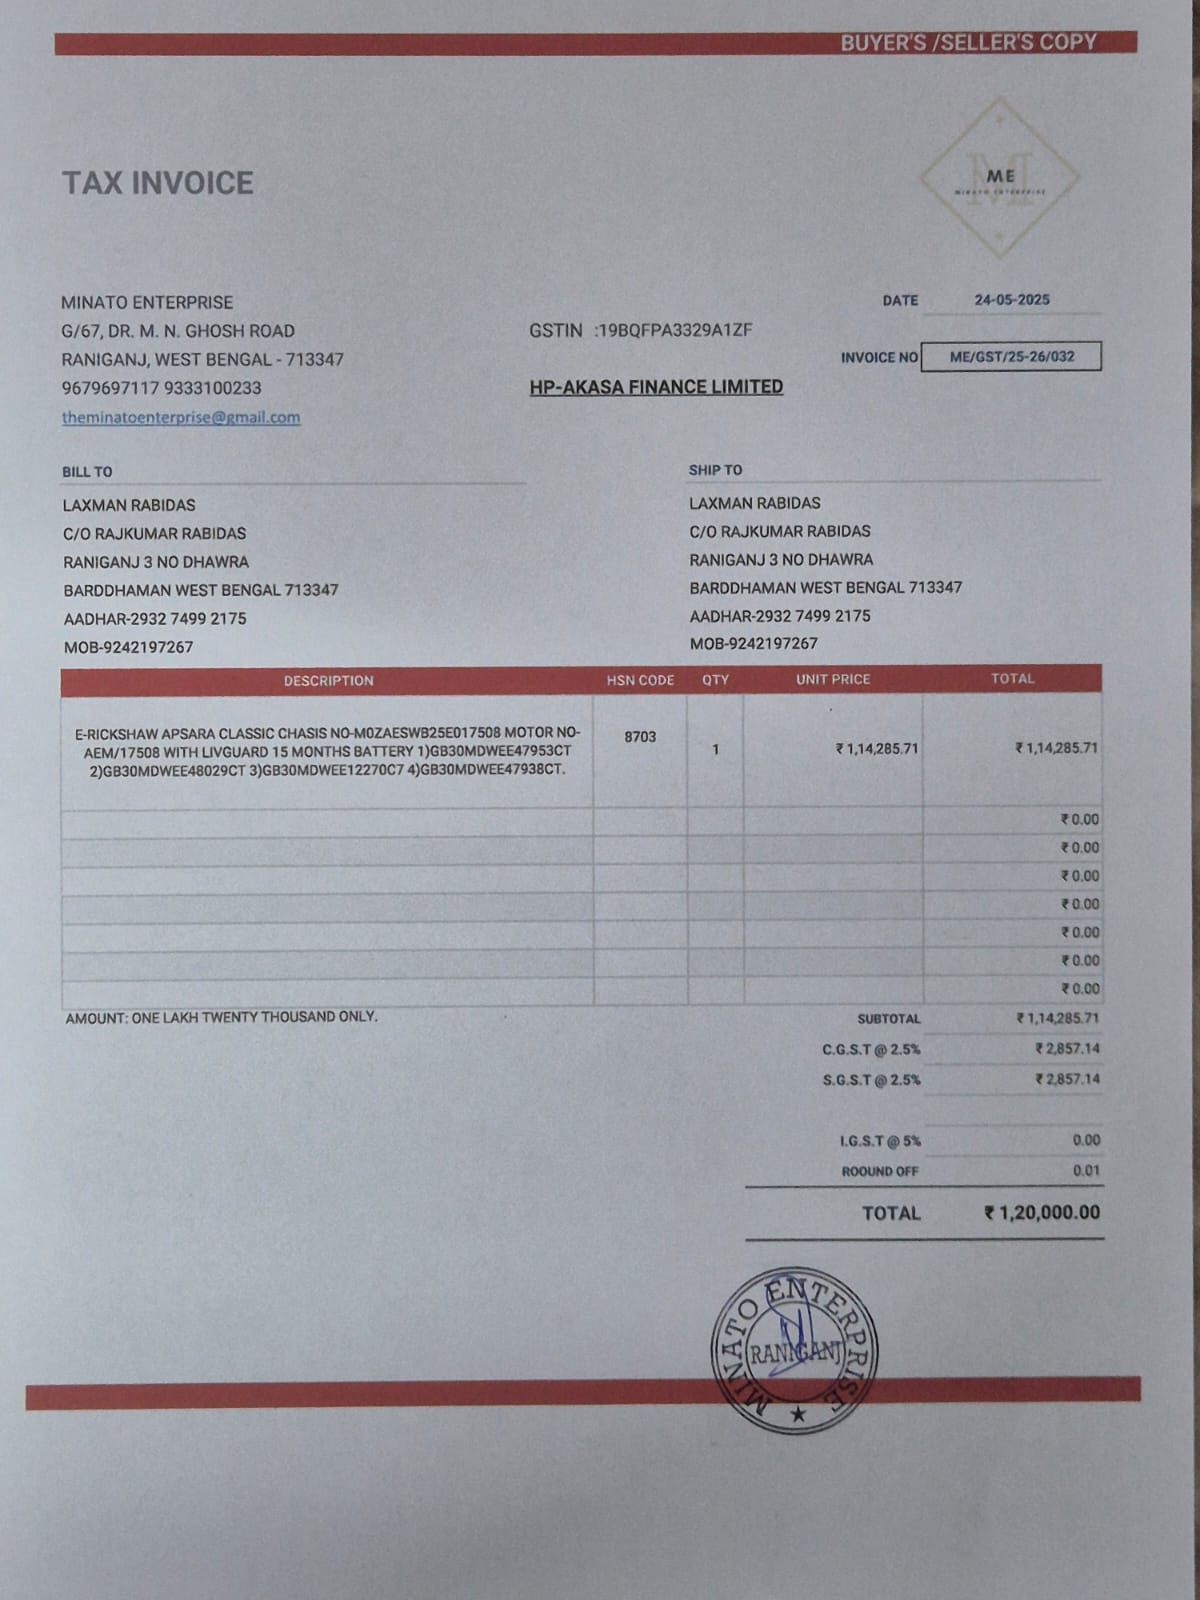 BUYER'S /SELLER'S COPY
TAX INVOICE
ME
MINATO ENTERPRISE
MINATO ENTERPRISE
G/67, DR. M. N. GHOSH ROAD
RANIGANJ, WEST BENGAL - 713347
9679697117 9333100233
theminatoenterprise@gmail.com
GSTIN :19BQFPA3329A1ZF
HP-AKASA FINANCE LIMITED
DATE 24-05-2025
INVOICE NO ME/GST/25-26/032
BILL TO
LAXMAN RABIDAS
C/O RAJKUMAR RABIDAS
RANIGANJ 3 NO DHAWRA
BARDDHAMAN WEST BENGAL 713347
AADHAR-2932 7499 2175
MOB-9242197267
SHIP TO
LAXMAN RABIDAS
C/O RAJKUMAR RABIDAS
RANIGANJ 3 NO DHAWRA
BARDDHAMAN WEST BENGAL 713347
AADHAR-2932 7499 2175
MOB-9242197267
DESCRIPTION HSN CODE QTY UNIT PRICE TOTAL
E-RICKSHAW APSARA CLASSIC CHASIS NO-M0ZAESWB25E017508 MOTOR NO-
AEM/17508 WITH LIVGUARD 15 MONTHS BATTERY 1)GB30MDWEE47953CT
2)GB30MDWEE48029CT 3)GB30MDWEE12270C7 4)GB30MDWEE47938CT.
8703 1 ₹ 1,14,285.71 ₹ 1,14,285.71
₹ 0.00
₹ 0.00
₹ 0.00
₹ 0.00
₹ 0.00
₹ 0.00
₹ 0.00
AMOUNT: ONE LAKH TWENTY THOUSAND ONLY.
SUBTOTAL ₹ 1,14,285.71
C.G.S.T @ 2.5% ₹ 2,857.14
S.G.S.T @ 2.5% ₹ 2,857.14
I.G.S.T @ 5% 0.00
ROOUND OFF 0.01
TOTAL ₹ 1,20,000.00
MINATO ENTERPRISE
RANIGANJ